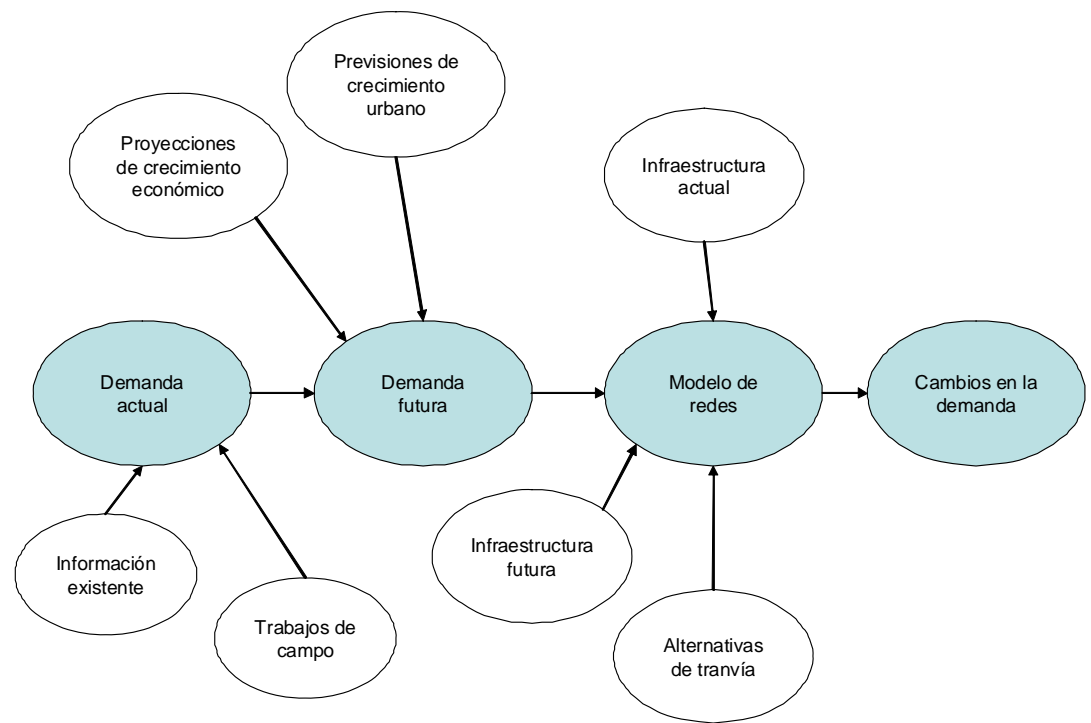 Previsiones de
crecimiento
urbano
Proyecciones
de crecimiento
económico
Infraestructura
actual
Demanda
actual
Demanda
futura
Modelo de
redes
Cambios en la
demanda
Información
existente
Trabajos de
campo
Infraestructura
futura
Alternativas
de tranvía